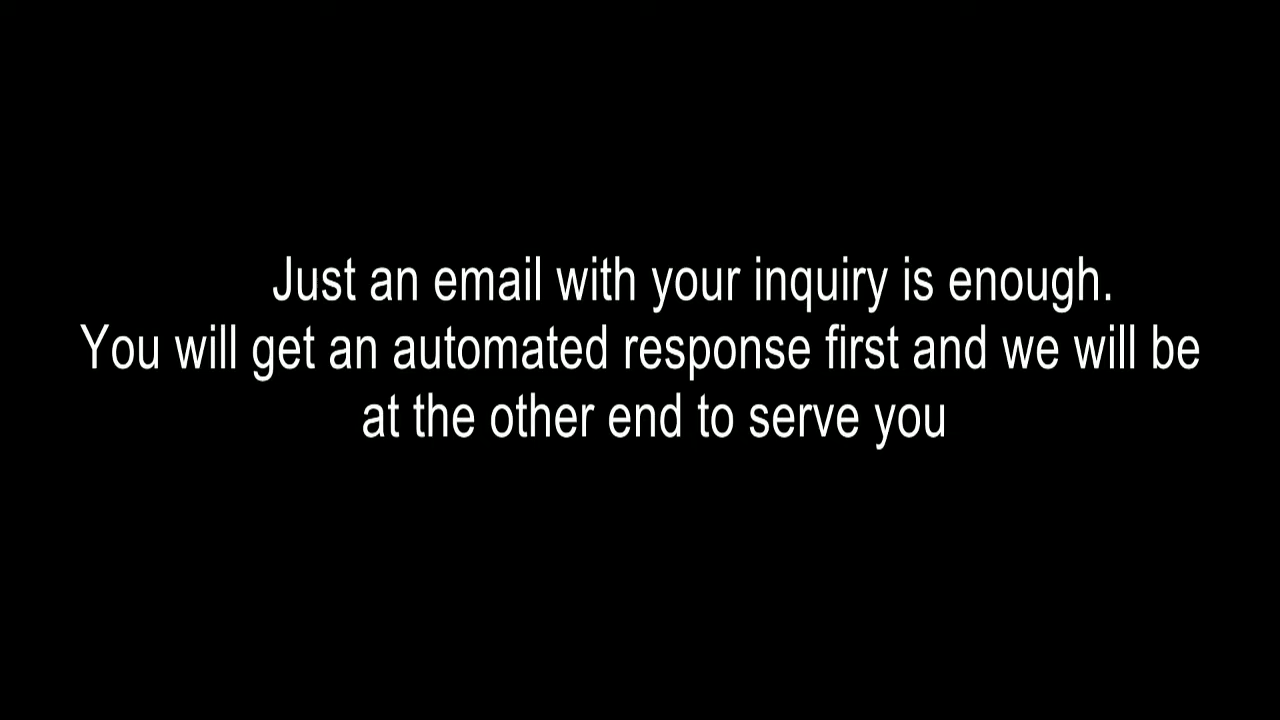 Just an email with your inquiry is enough.
You will get an automated response first and we will be
at the other end to serve you